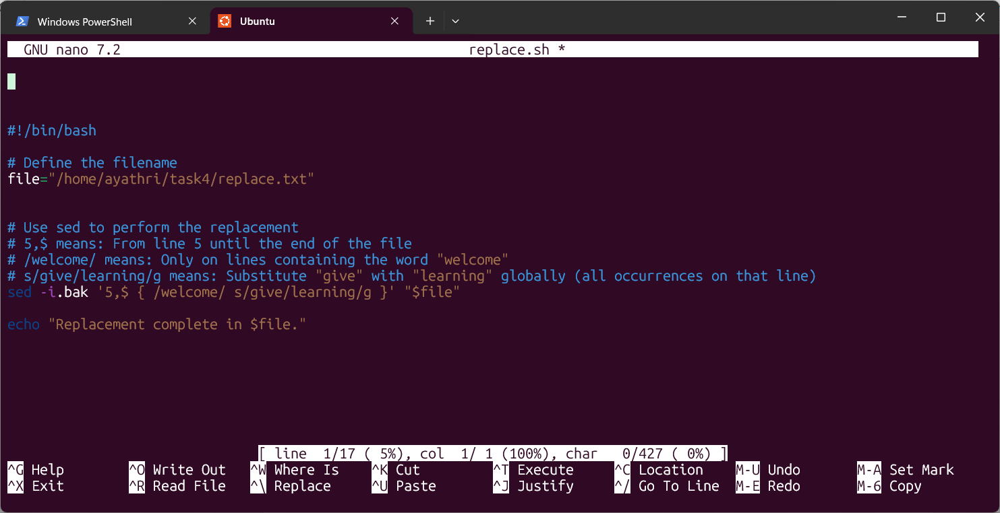 Windows PowerShell
Ubuntu
GNU nano 7.2 replace.sh *
#!/bin/bash
# Define the filename
file="/home/ayathri/task4/replace.txt"
# Use sed to perform the replacement
# 5,$ means: From line 5 until the end of the file
# /welcome/ means: Only on lines containing the word "welcome"
# s/give/learning/g means: Substitute "give" with "learning" globally (all occurrences on that line)
sed -i.bak '5,$ { /welcome/ s/give/learning/g }' "$file"
echo "Replacement complete in $file."
[ line  1/17 ( 5%), col  1/ 1 (100%), char   0/427 ( 0%) ]
^G Help ^O Write Out ^W Where Is ^K Cut ^T Execute ^C Location M-U Undo M-A Set Mark
^X Exit ^R Read File ^\ Replace ^U Paste ^J Justify ^/ Go To Line M-E Redo M-6 Copy